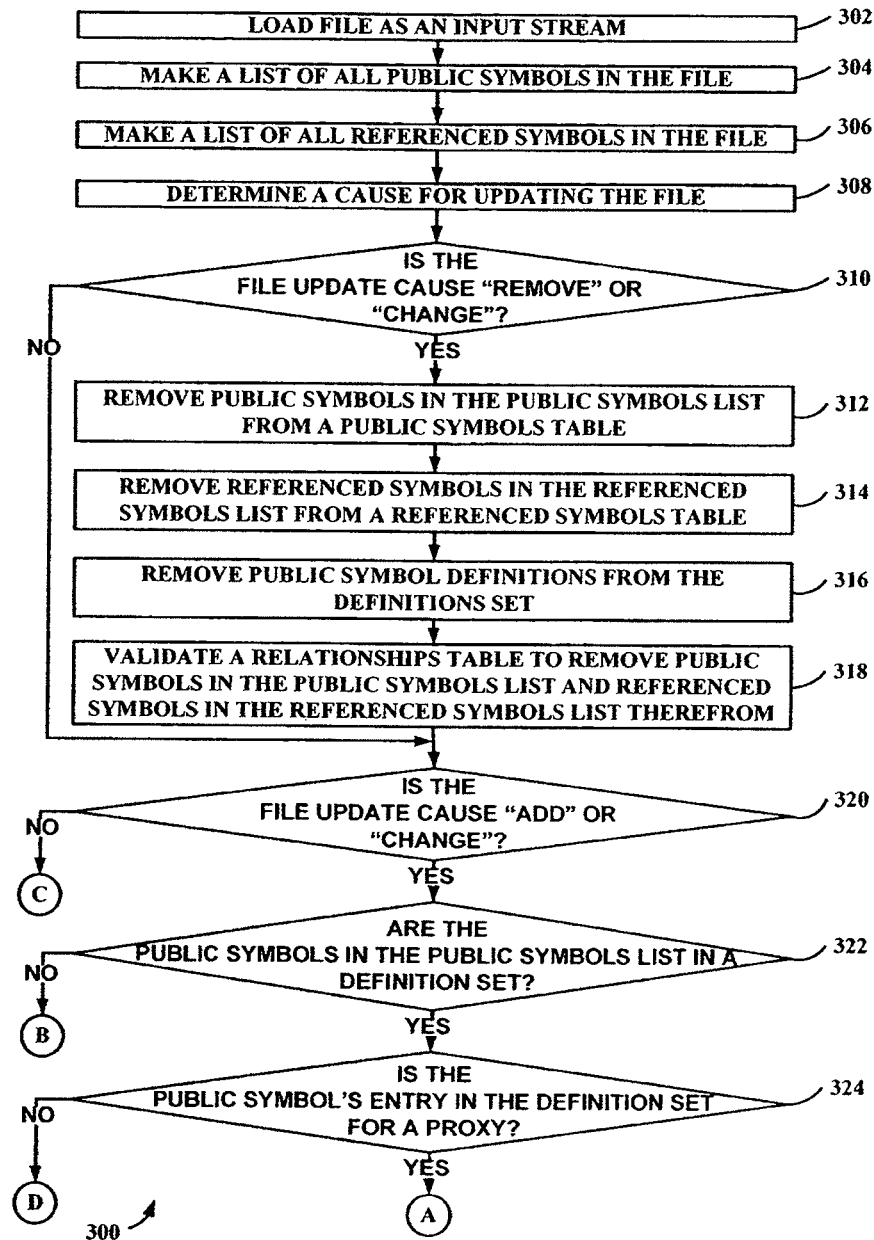 LOAD FILE AS AN INPUT STREAM
302
MAKE A LIST OF ALL PUBLIC SYMBOLS IN THE FILE
304
MAKE A LIST OF ALL REFERENCED SYMBOLS IN THE FILE
306
DETERMINE A CAUSE FOR UPDATING THE FILE
308
IS THE
FILE UPDATE CAUSE "REMOVE" OR
"CHANGE"?
310
NO
YES
REMOVE PUBLIC SYMBOLS IN THE PUBLIC SYMBOLS LIST
FROM A PUBLIC SYMBOLS TABLE
312
REMOVE REFERENCED SYMBOLS IN THE REFERENCED
SYMBOLS LIST FROM A REFERENCED SYMBOLS TABLE
314
REMOVE PUBLIC SYMBOL DEFINITIONS FROM THE
DEFINITIONS SET
316
VALIDATE A RELATIONSHIPS TABLE TO REMOVE PUBLIC
SYMBOLS IN THE PUBLIC SYMBOLS LIST AND REFERENCED
SYMBOLS IN THE REFERENCED SYMBOLS LIST THEREFROM
318
IS THE
FILE UPDATE CAUSE "ADD" OR
"CHANGE"?
320
NO
C
YES
ARE THE
PUBLIC SYMBOLS IN THE PUBLIC SYMBOLS LIST IN A
DEFINITION SET?
322
NO
B
YES
IS THE
PUBLIC SYMBOL'S ENTRY IN THE DEFINITION SET
FOR A PROXY?
324
NO
D
YES
A
300